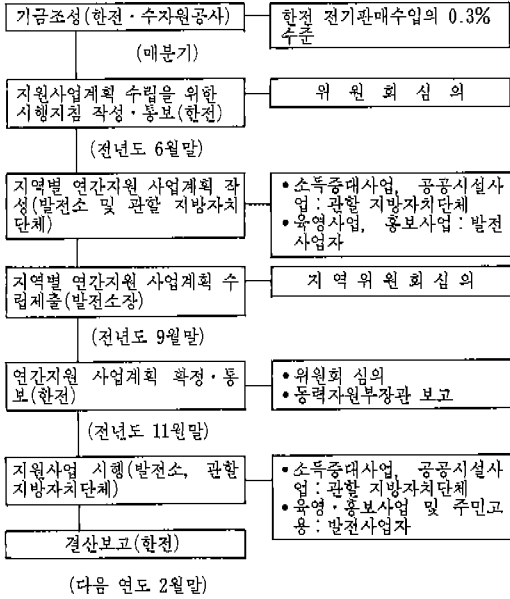 기금조성(한전·수자원공사)
한전 전기판매수입의 0.3%
수준
(매분기)
지원사업계획 수립을 위한
시행지침 작성·통보(한전)
위 원 회 심 의
(전년도 6월말)
지역별 연간지원 사업계획 작
성(발전소 및 관할 지방자치
단체)
•소득증대사업, 공공시설사
업:관할 지방자치단체
•육영사업, 홍보사업:발전
사업자
지역별 연간지원 사업계획 수
립제출(발전소장)
지 역 위 원 회 심 의
(전년도 9월말)
연간지원 사업계획 확정·통
보(한전)
•위원회 심의
•동력자원부장관 보고
(전년도 11월말)
지원사업 시행(발전소, 관할
지방자치단체)
•소득증대사업, 공공시설사
업:관할 지방자치단체
•육영·홍보사업 및 주민고
용:발전사업자
결산보고(한전)
(다음 연도 2월말)